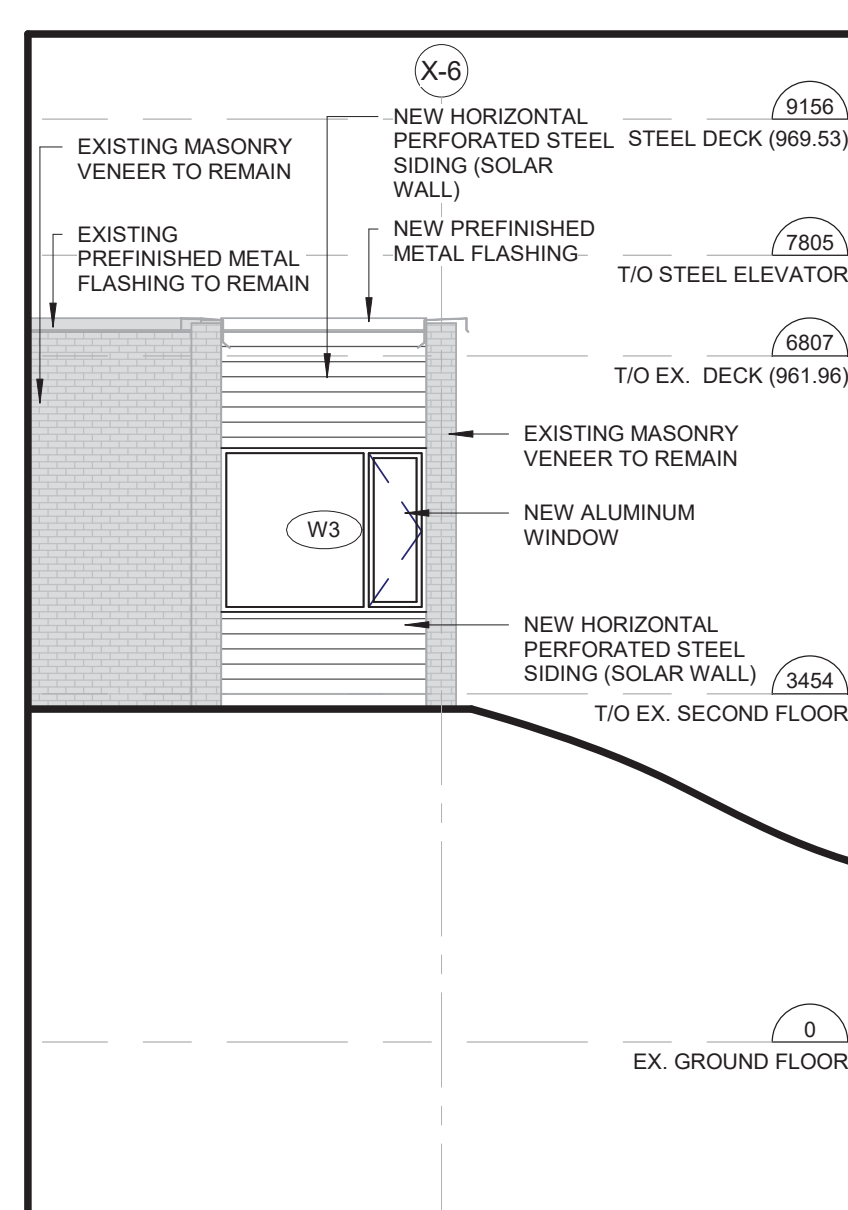 X-6
9156
STEEL DECK (969.53)
NEW HORIZONTAL
PERFORATED STEEL
SIDING (SOLAR
WALL)
EXISTING MASONRY
VENEER TO REMAIN
NEW PREFINISHED
METAL FLASHING
EXISTING
PREFINISHED METAL
FLASHING TO REMAIN
7805
T/O STEEL ELEVATOR
6807
T/O EX. DECK (961.96)
EXISTING MASONRY
VENEER TO REMAIN
W3
NEW ALUMINUM
WINDOW
NEW HORIZONTAL
PERFORATED STEEL
SIDING (SOLAR WALL)
3454
T/O EX. SECOND FLOOR
0
EX. GROUND FLOOR